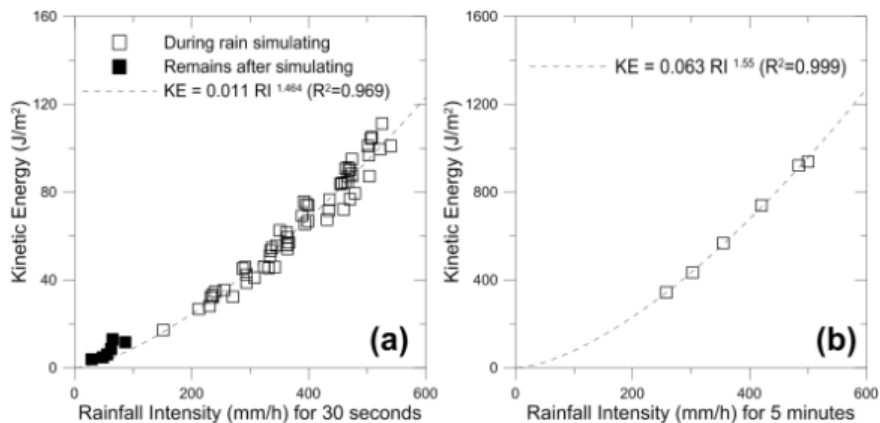 160
120
80
40
0
Kinetic Energy (J/m²)
During rain simulating
Remains after simulating
KE = 0.011 RI ^1.464 (R²=0.969)
(a)
0 200 400 600
Rainfall Intensity (mm/h) for 30 seconds
1600
1200
800
400
0
Kinetic Energy (J/m²)
KE = 0.063 RI ^1.55 (R²=0.999)
(b)
0 200 400 600
Rainfall Intensity (mm/h) for 5 minutes